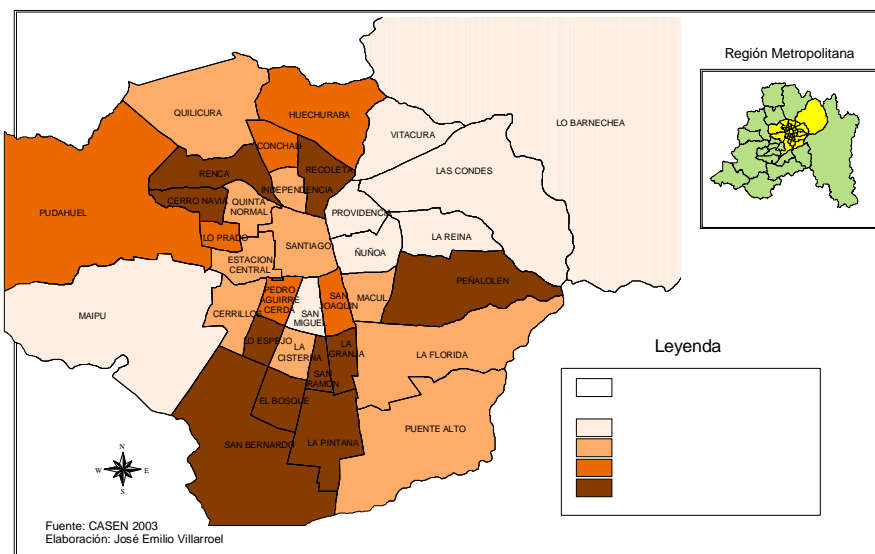 Región Metropolitana
LO BARNECHEA
QUILICURA
HUECHURABA
VITACURA
CONCHALI
RENCA
RECOLETA
LAS CONDES
INDEPENDENCIA
CERRO NAVIA
QUINTA
NORMAL
PUDAHUEL
PROVIDENCIA
LO PRADO
SANTIAGO
LA REINA
ÑUÑOA
ESTACION
CENTRAL
PEÑALOLEN
MAIPU
CERRILLOS
PEDRO
AGUIRRE
CERDA
SAN
MIGUEL
SAN
JOAQUIN
MACUL
LO ESPEJO
LA
CISTERNA
LA
GRANJA
SAN
RAMON
LA FLORIDA
Leyenda
EL BOSQUE
SAN BERNARDO
LA PINTANA
PUENTE ALTO
N
W
E
S
Fuente: CASEN 2003
Elaboración: José Emilio Villarroel